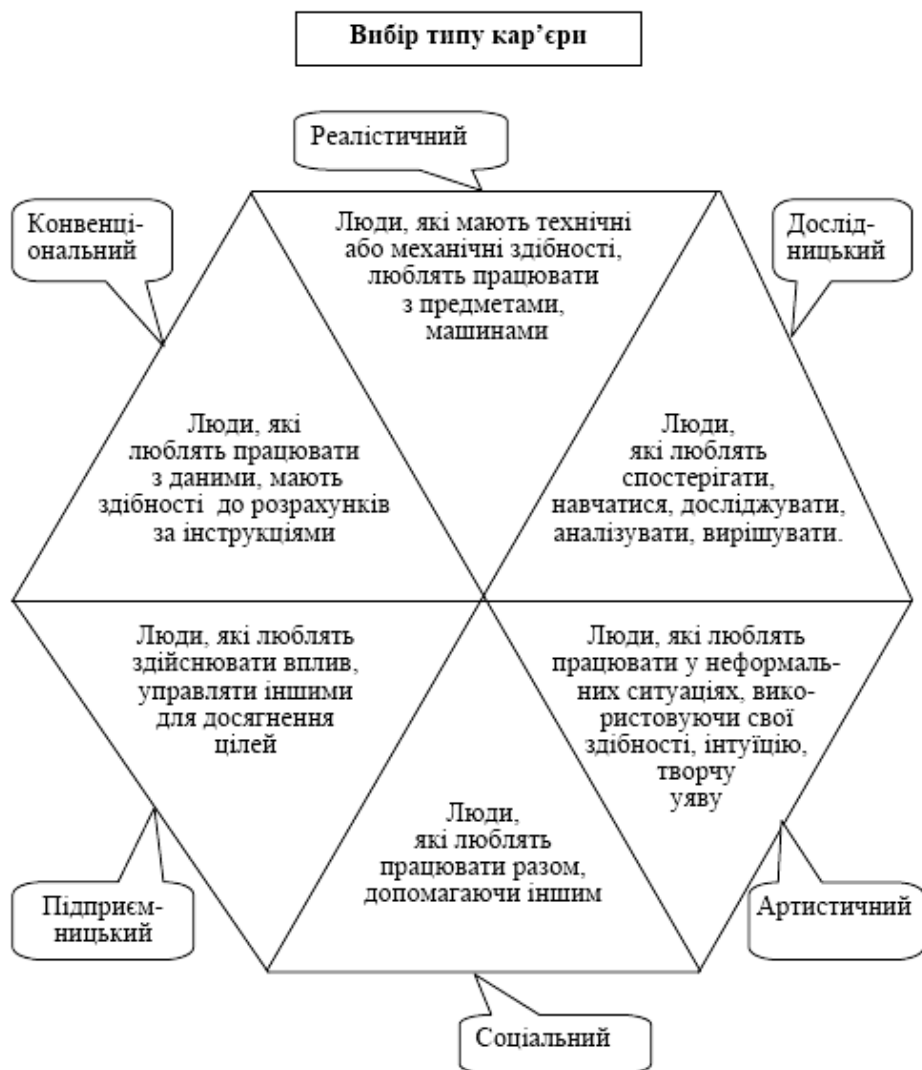 Вибір типу кар’єри
Реалістичний
Конвенці-
ональний
Дослід-
ницький
Люди, які мають технічні
або механічні здібності,
люблять працювати
з предметами,
машинами
Люди, які
люблять працювати
з даними, мають
здібності до розрахунків
за інструкціями
Люди,
які люблять
спостерігати,
навчатися, досліджувати,
аналізувати, вирішувати.
Люди, які люблять
здійснювати вплив,
управляти іншими
для досягнення
цілей
Люди, які люблять
працювати у неформаль-
них ситуаціях, вико-
ристовуючи свої
здібності, інтуїцію,
творчу
уяву
Люди,
які люблять
працювати разом,
допомагаючи іншим
Підприєм-
ницький
Артистичний
Соціальний